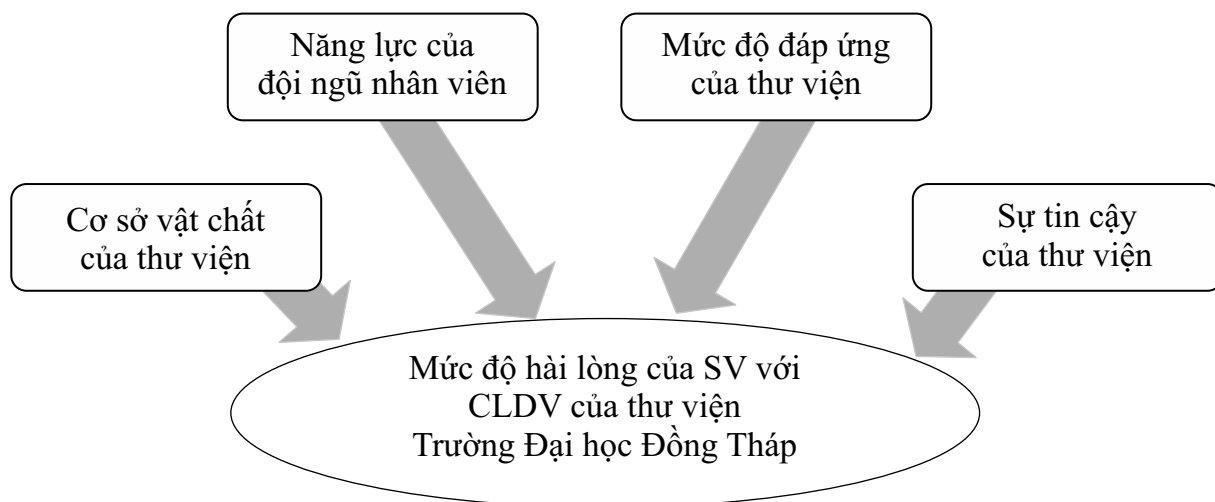 Năng lực của
đội ngũ nhân viên
Mức độ đáp ứng
của thư viện
Cơ sở vật chất
của thư viện
Sự tin cậy
của thư viện
Mức độ hài lòng của SV với
CLDV của thư viện
Trường Đại học Đồng Tháp